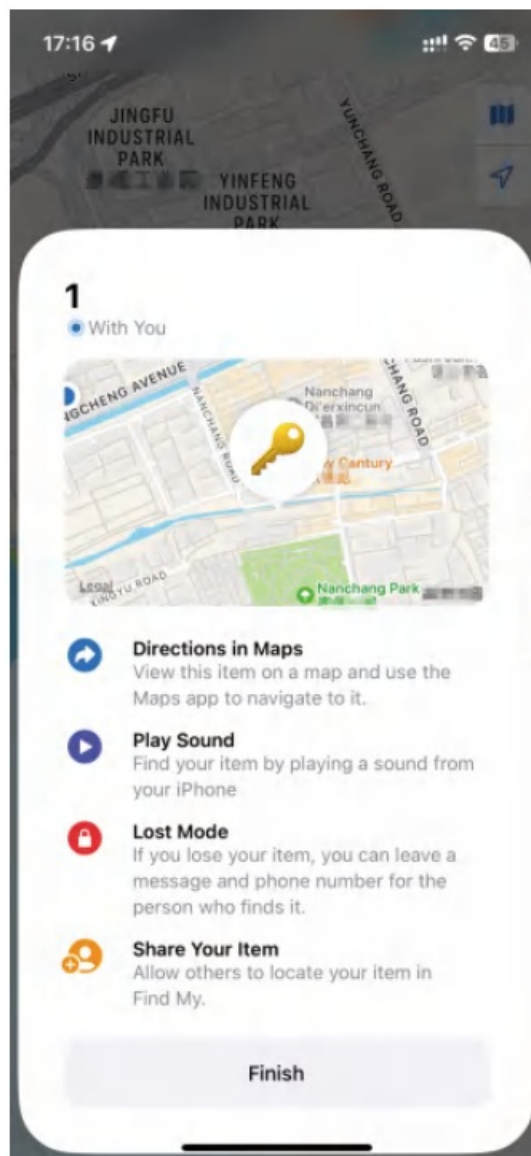 17:16
45
JINGFU
INDUSTRIAL
PARK
YINFENG
INDUSTRIAL
PARK
YUNCHANG ROAD
1
With You
GCHENG AVENUE
NANCHANG ROAD
Nanchang
Di'erxincun
CHANG ROAD
Century
XINGYU ROAD
Legal
Nanchang Park
Directions in Maps
View this item on a map and use the
Maps app to navigate to it.
Play Sound
Find your item by playing a sound from
your iPhone
Lost Mode
If you lose your item, you can leave a
message and phone number for the
person who finds it.
Share Your Item
Allow others to locate your item in
Find My.
Finish